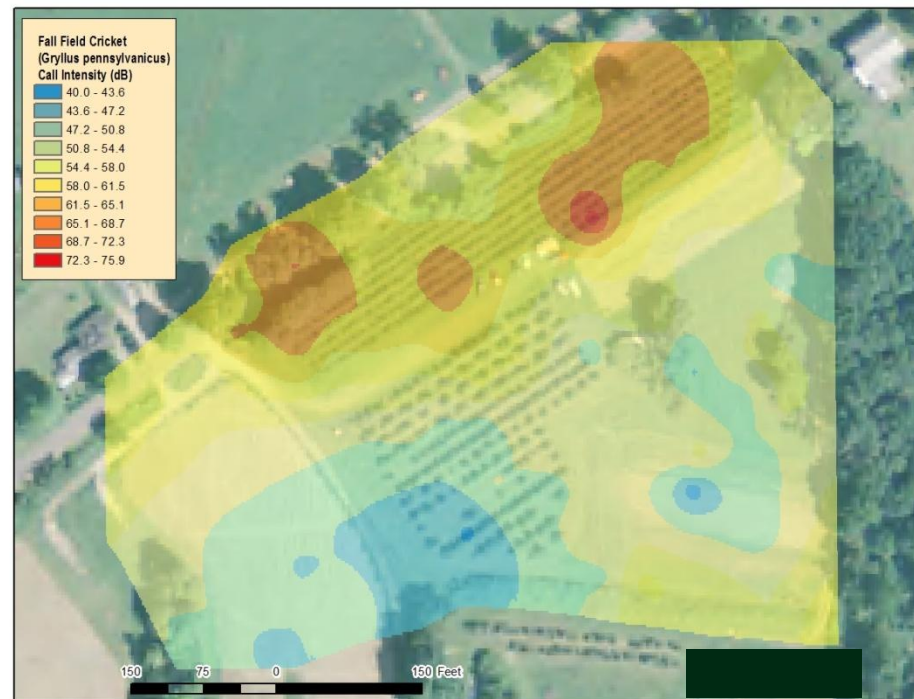 Fall Field Cricket
(Gryllus pennsylvanicus)
Call Intensity (dB)
40.0 - 43.6
43.6 - 47.2
47.2 - 50.8
50.8 - 54.4
54.4 - 58.0
58.0 - 61.5
61.5 - 65.1
65.1 - 68.7
68.7 - 72.3
72.3 - 75.9
150 75 0 150 Feet